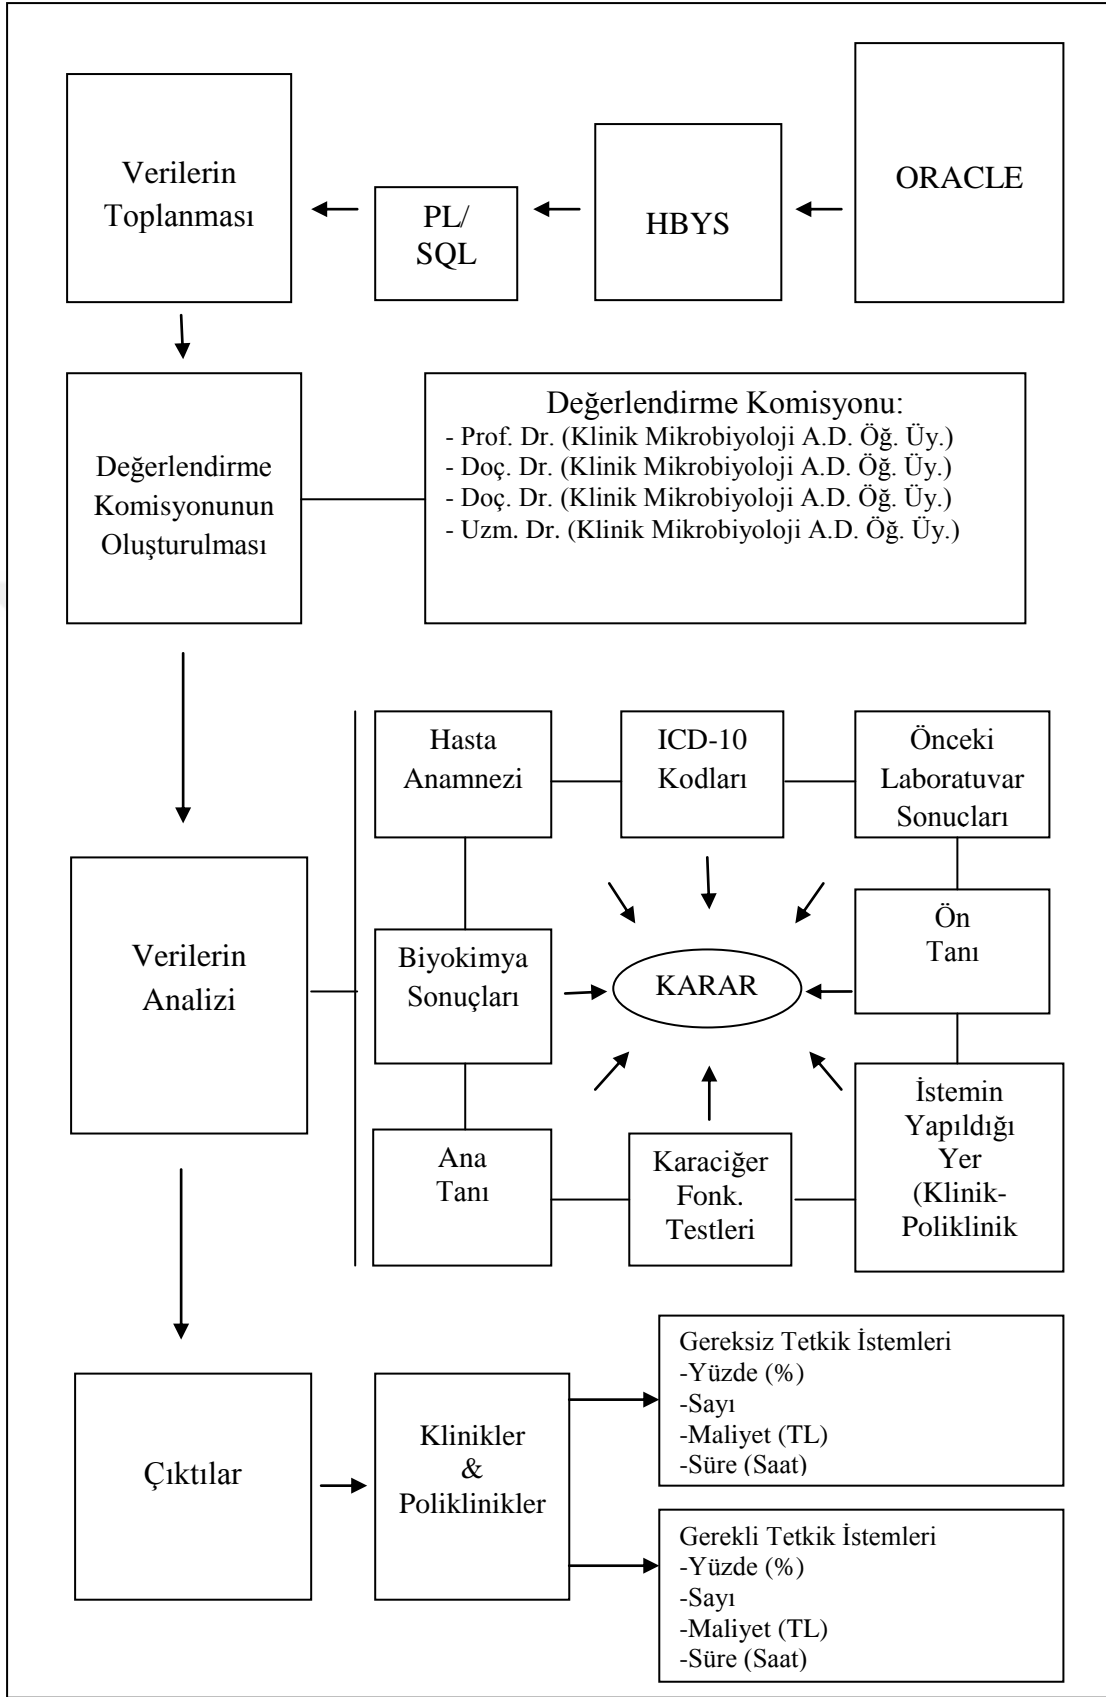 Verilerin
Toplanması
PL/
SQL
HBYS
ORACLE
Değerlendirme
Komisyonunun
Oluşturulması
Değerlendirme Komisyonu:
- Prof. Dr. (Klinik Mikrobiyoloji A.D. Öğ. Üy.)
- Doç. Dr. (Klinik Mikrobiyoloji A.D. Öğ. Üy.)
- Doç. Dr. (Klinik Mikrobiyoloji A.D. Öğ. Üy.)
- Uzm. Dr. (Klinik Mikrobiyoloji A.D. Öğ. Üy.)
Verilerin
Analizi
Hasta
Anamnezi
ICD-10
Kodları
Önceki
Laboratuvar
Sonucları
Biyokimya
Sonuçları
KARAR
Ön
Tanı
Ana
Tanı
Karaciğer
Fonk.
Testleri
İstemin
Yapıldığı
Yer
(Klinik-
Poliklinik
Çıktılar
Klinikler
&
Poliklinikler
Gereksiz Tetkik İstemleri
-Yüzde (%)
-Sayı
-Maliyet (TL)
-Süre (Saat)
Gerekli Tetkik İstemleri
-Yüzde (%)
-Sayı
-Maliyet (TL)
-Süre (Saat)